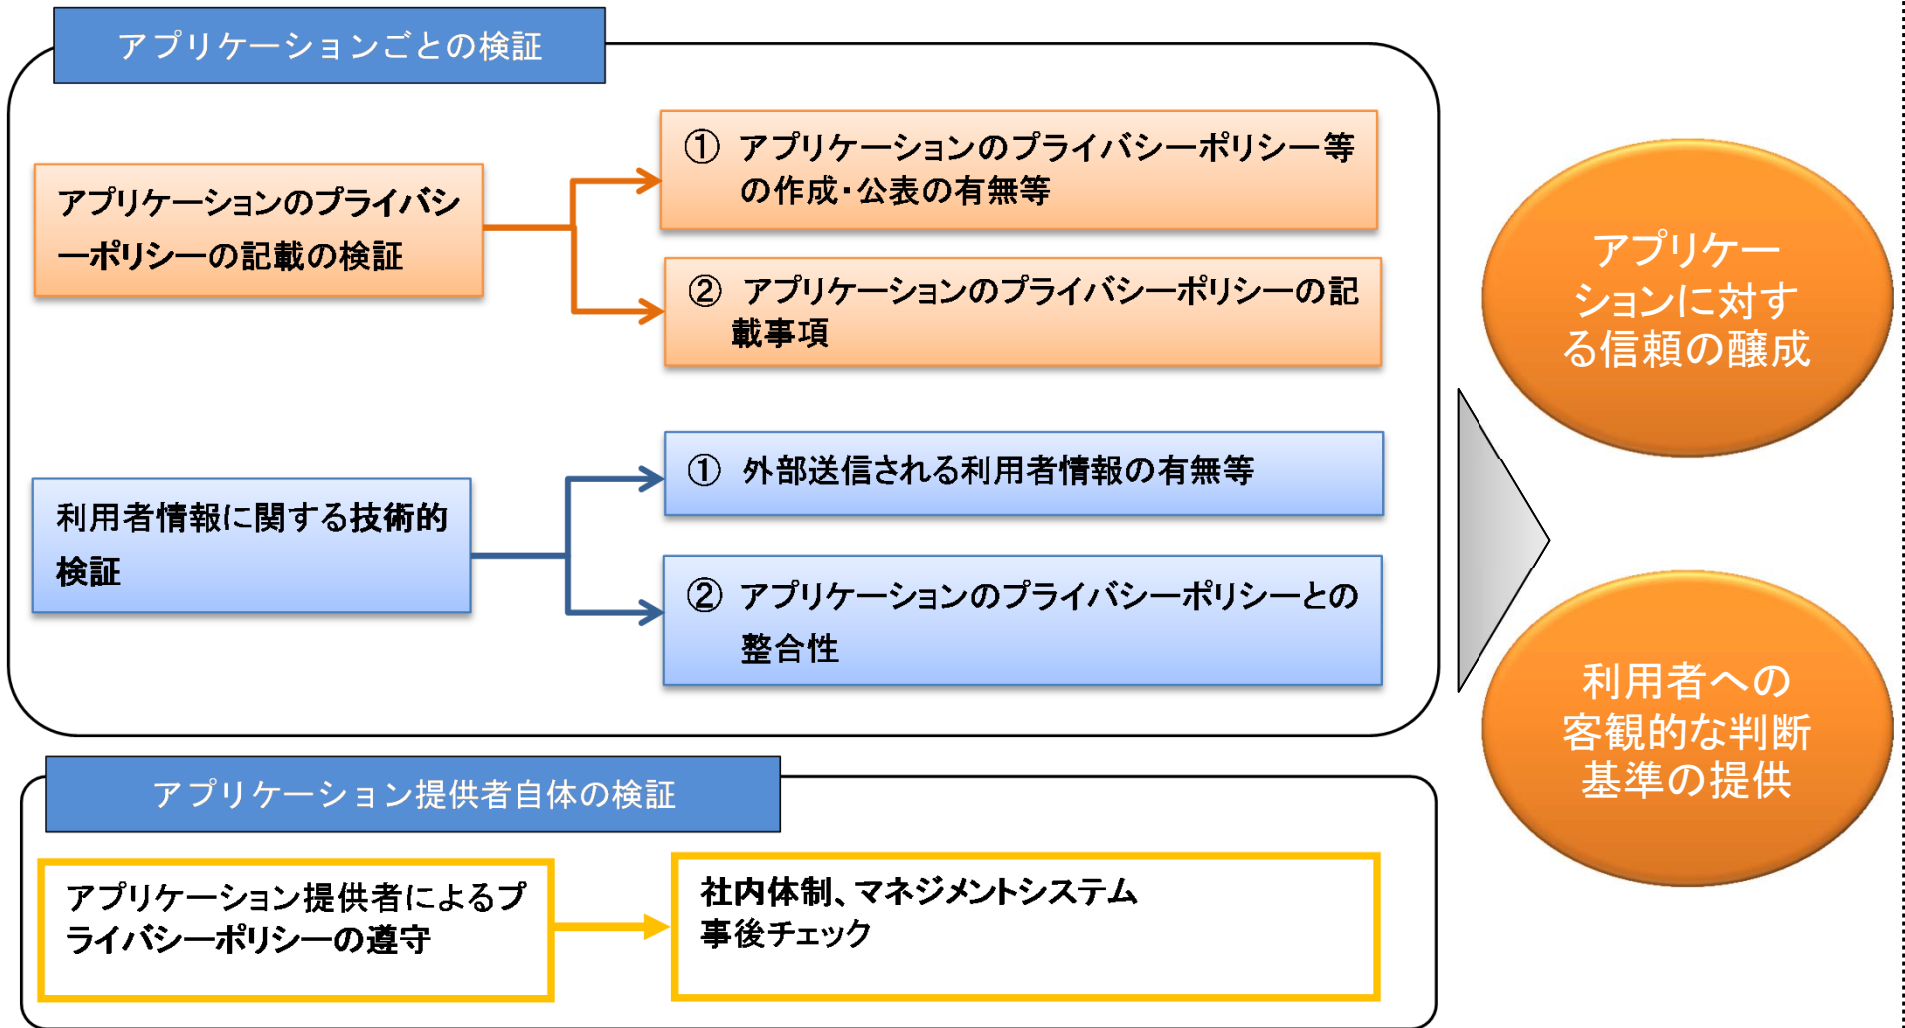 アプリケーションごとの検証
アプリケーションのプライバシ
ーポリシーの記載の検証
① アプリケーションのプライバシーポリシー等
の作成・公表の有無等
② アプリケーションのプライバシーポリシーの記
載事項
利用者情報に関する技術的
検証
① 外部送信される利用者情報の有無等
② アプリケーションのプライバシーポリシーとの
整合性
アプリケーション提供者自体の検証
アプリケーション提供者によるプ
ライバシーポリシーの遵守
社内体制、マネジメントシステム
事後チェック
アプリケー
ションに対す
る信頼の醸成
利用者への
客観的な判断
基準の提供